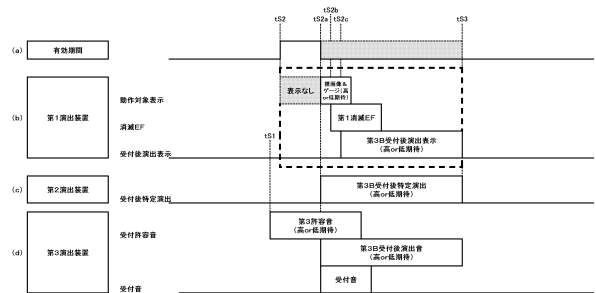 tS2b
tS2 tS2a tS2c tS3
(a) 有効期間
表示なし
横画像&
ゲージ(高
or低期待)
動作対象表示
(b) 第1演出装置
消滅EF
第1消滅EF
tS1
受付後演出表示
第3B受付後演出表示
(高or低期待)
(c) 第2演出装置
受付後特定演出
第3B受付後特定演出
(高or低期待)
受付許容音
第3許容音
(高or低期待)
(d) 第3演出装置
第3B受付後演出音
(高or低期待)
受付音
受付音